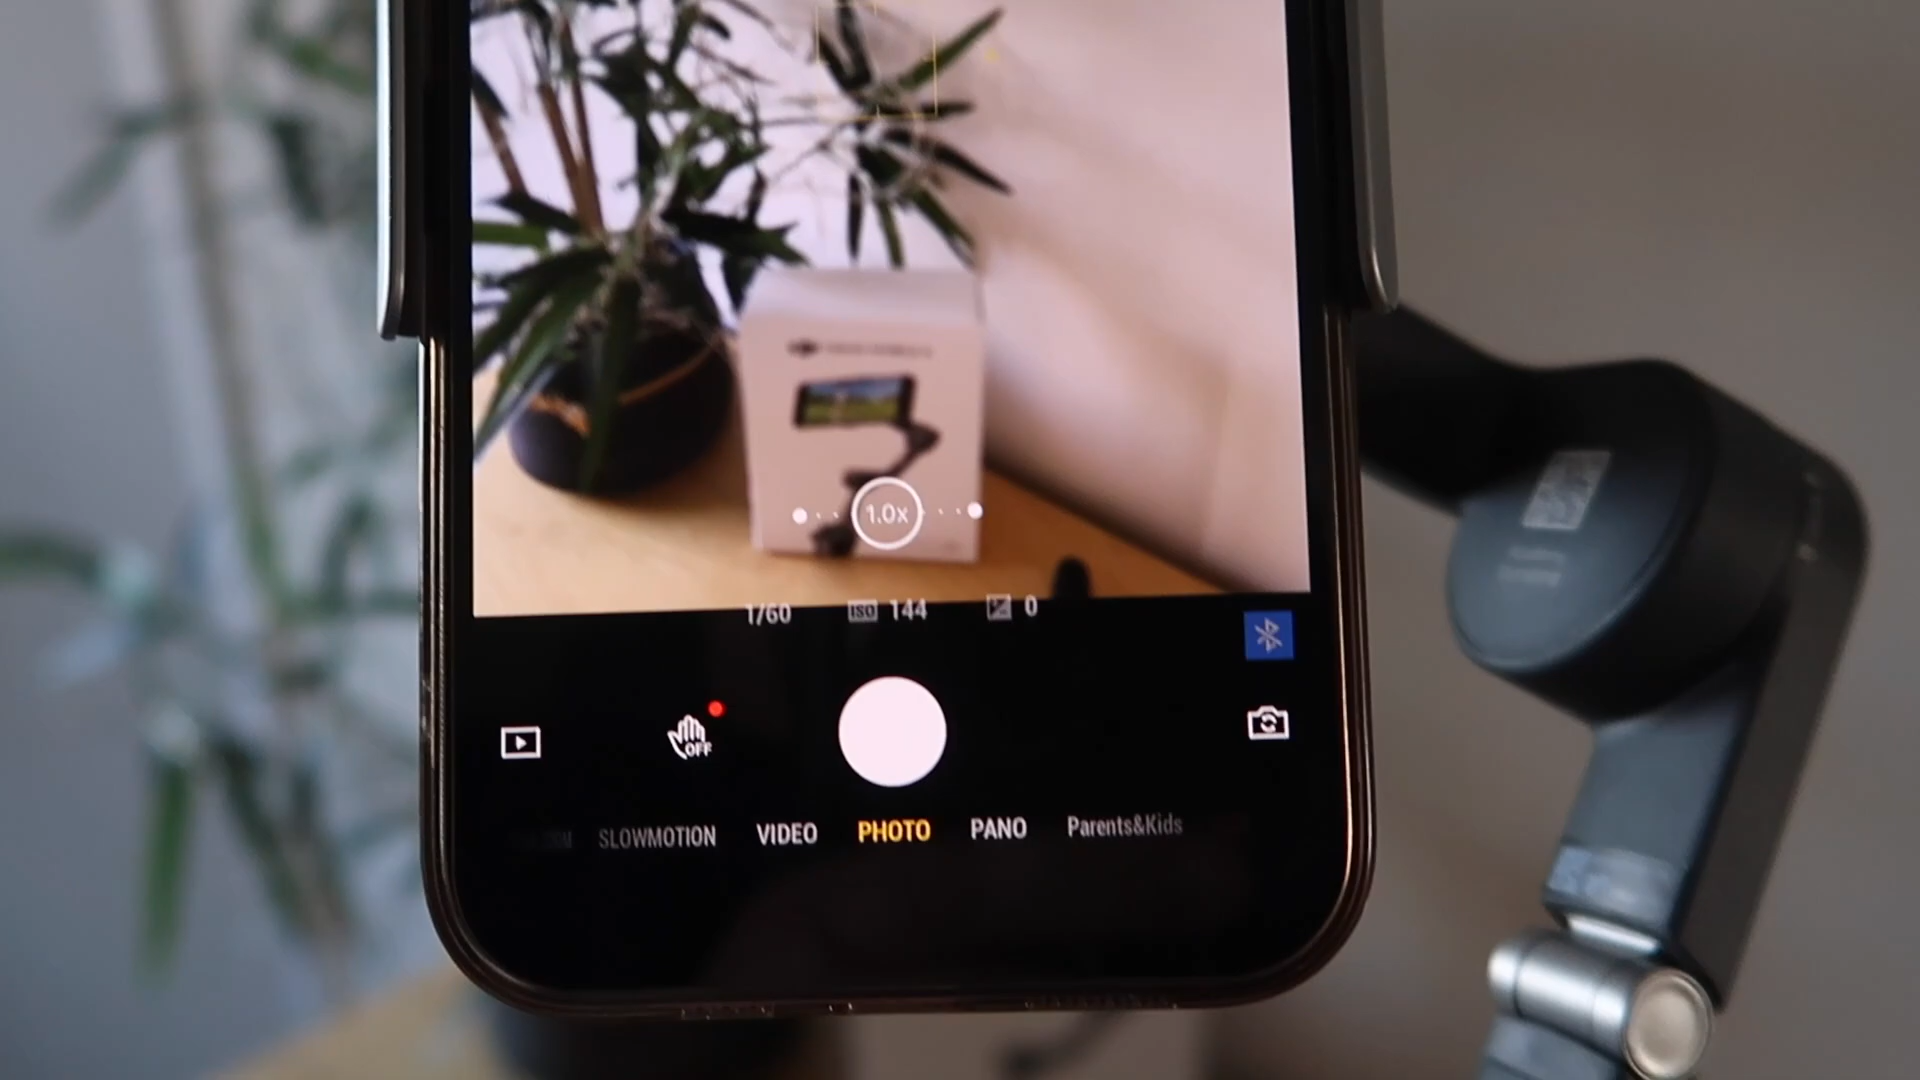 1.0x
1/60 ISO 144 0
OFF
SLOWMOTION VIDEO PHOTO PANO Parents&Kids